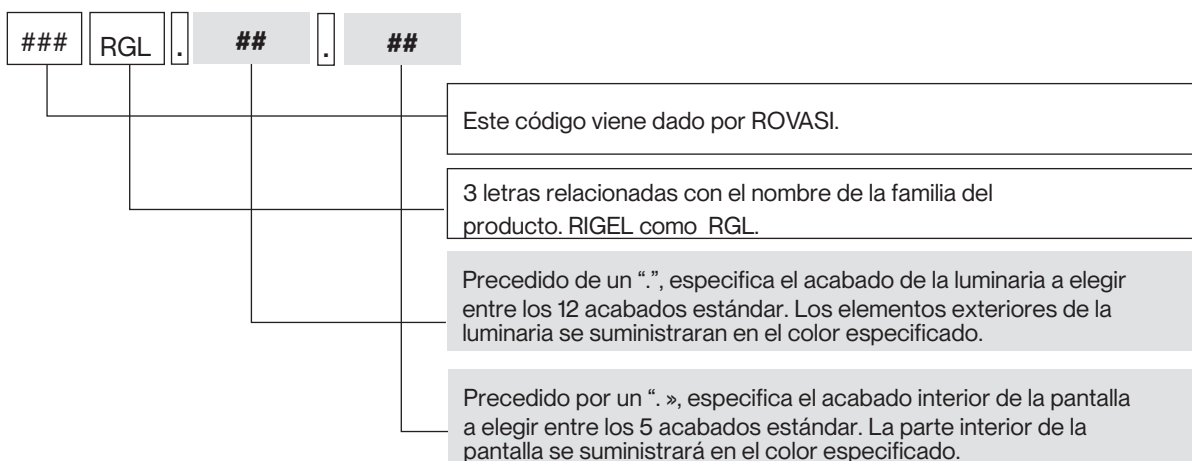 ### RGL . ## . ##
Este código viene dado por ROVASI.
3 letras relacionadas con el nombre de la familia del
producto. RIGEL como RGL.
Precedido de un “.”, especifica el acabado de la luminaria a elegir
entre los 12 acabados estándar. Los elementos exteriores de la
luminaria se suministraran en el color especificado.
Precedido por un “. », especifica el acabado interior de la pantalla
a elegir entre los 5 acabados estándar. La parte interior de la
pantalla se suministrará en el color especificado.